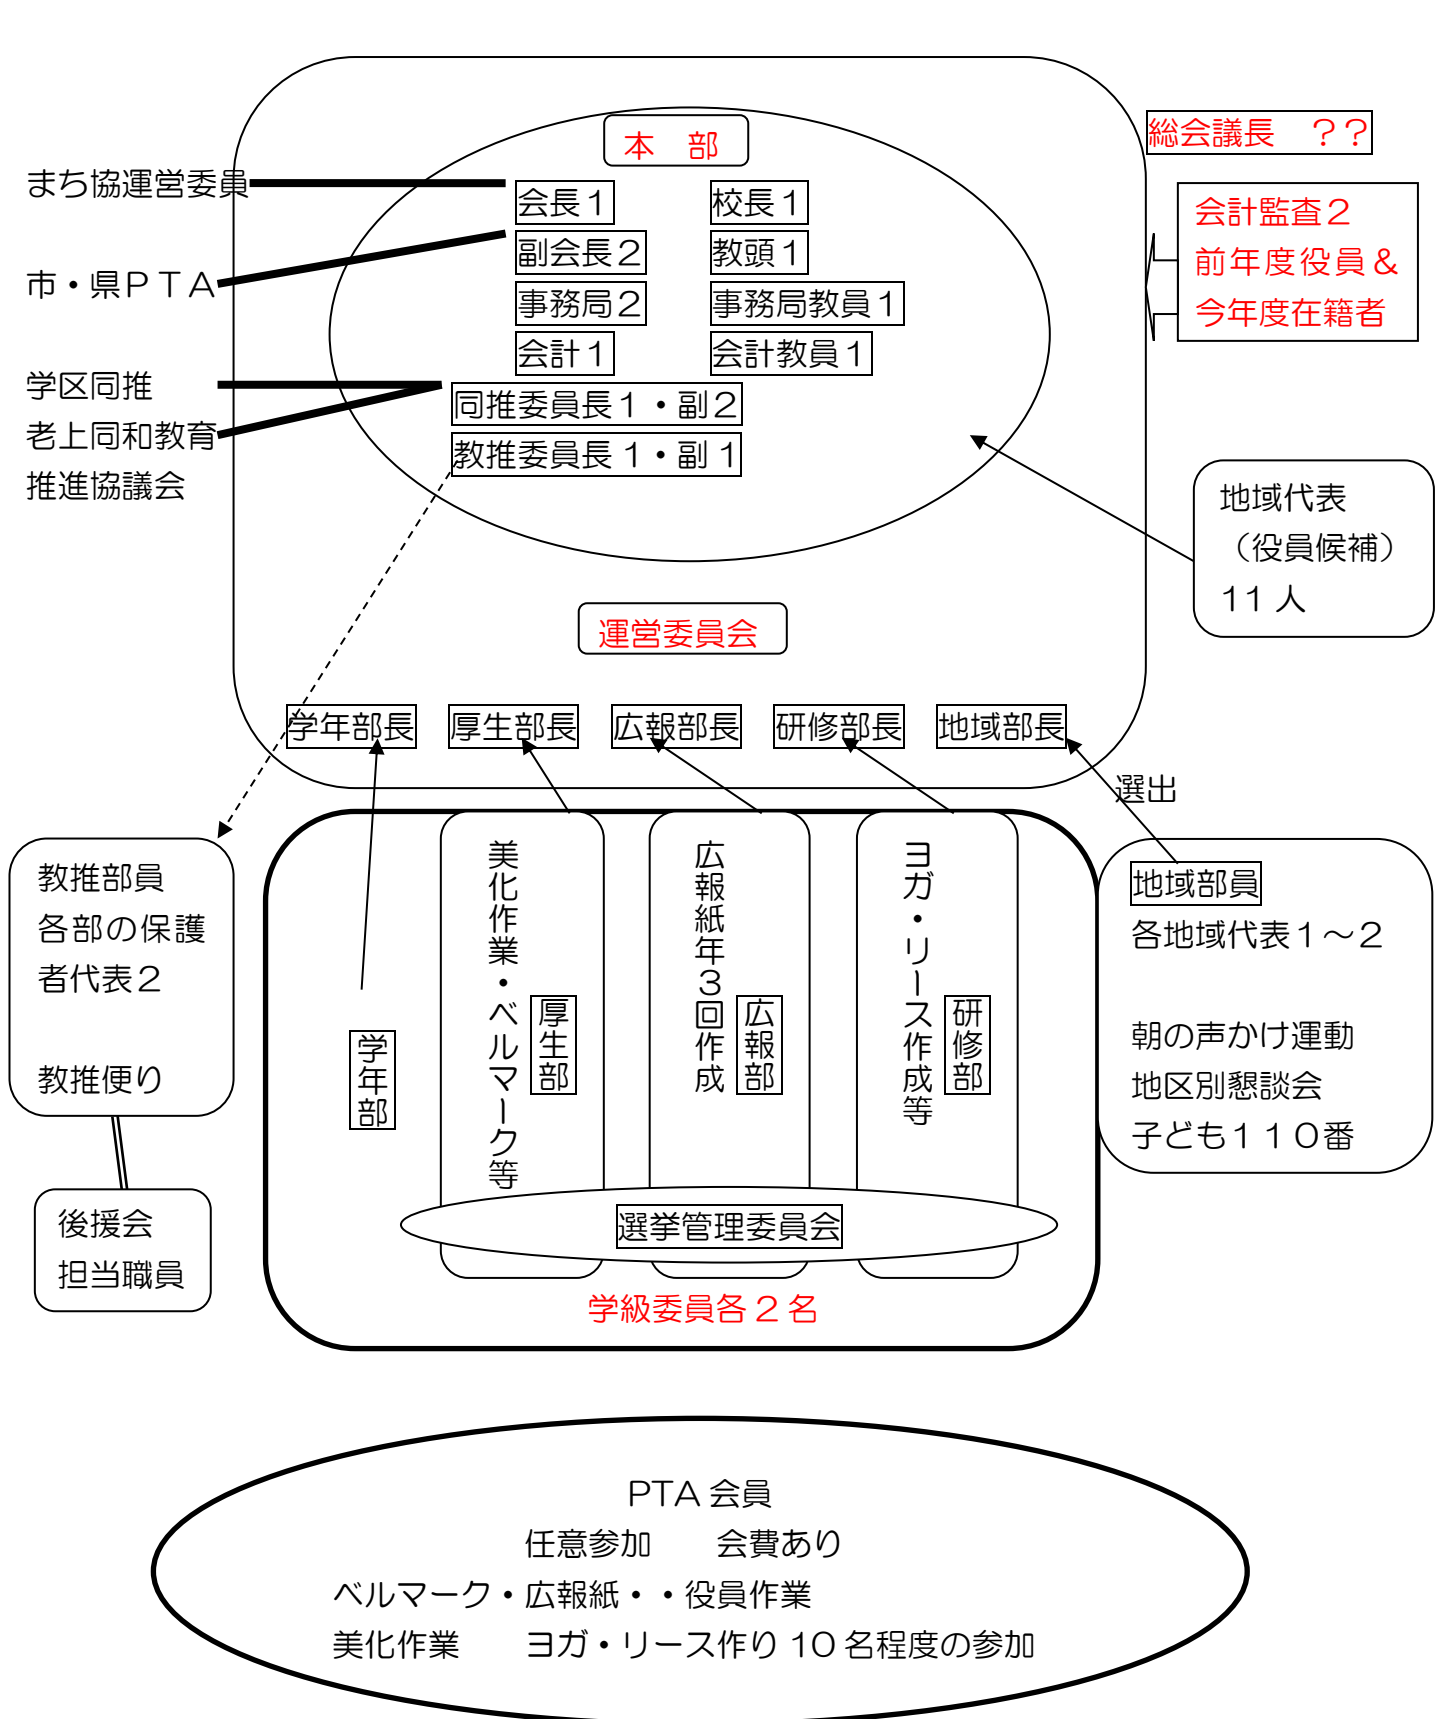 本　部
総会議長　？？
まち協運営委員
会長１
校長１
会計監査２
副会長２
教頭１
前年度役員＆
市・県ＰＴＡ
事務局２
事務局教員１
今年度在籍者
会計１
会計教員１
学区同推
同推委員長１・副２
老上同和教育
教推委員長１・副１
推進協議会
地域代表
（役員候補）
11人
運営委員会
学年部長
厚生部長
広報部長
研修部長
地域部長
選出
教推部員
各部の保護
者代表２
教推便り
後援会
担当職員
学年部
美化作業・ベルマーク等
厚生部
広報紙年３回作成
広報部
ヨガ・リース作成等
研修部
地域部員
各地域代表１～２
朝の声かけ運動
地区別懇談会
子ども１１０番
選挙管理委員会
学級委員各２名
PTA会員
任意参加　　会費あり
ベルマーク・広報紙・・役員作業
美化作業　　ヨガ・リース作り10名程度の参加